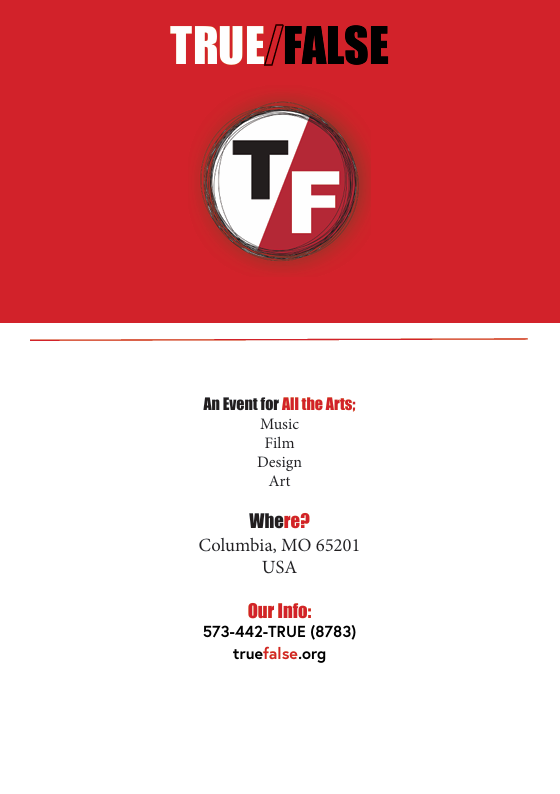 TRUE/FALSE
T
F
An Event for All the Arts;
Music
Film
Design
Art
Where?
Columbia, MO 65201
USA
Our Info:
573-442-TRUE (8783)
truefalse.org